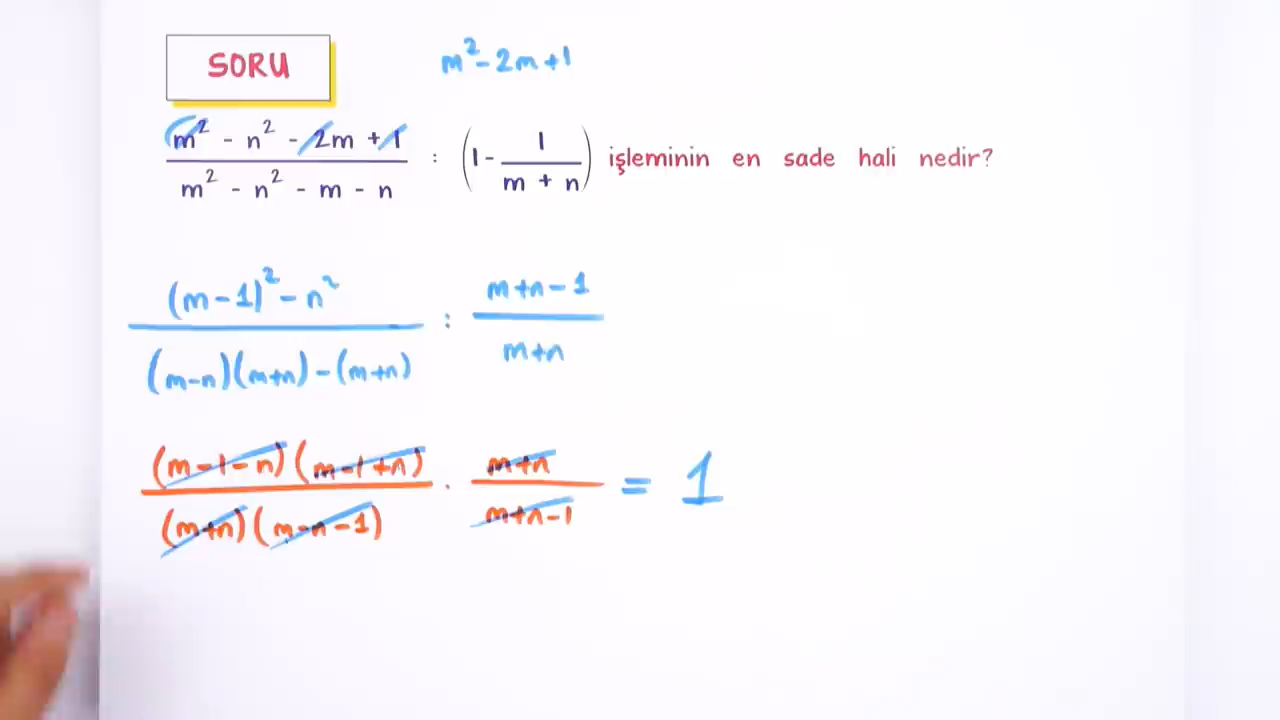 SORU
m² - 2m + 1
m² - n² - 2m + 1
m² - n² - m - n
: (1 - 1 / m + n) işleminin en sade hali nedir?
(m - 1)² - n²
(m-n)(m+n) - (m+n)
: m+n - 1
m+n
(m - 1 - n)(m - 1 + n)
(m+n)(m - n - 1)
. m+n
m+n - 1
= 1